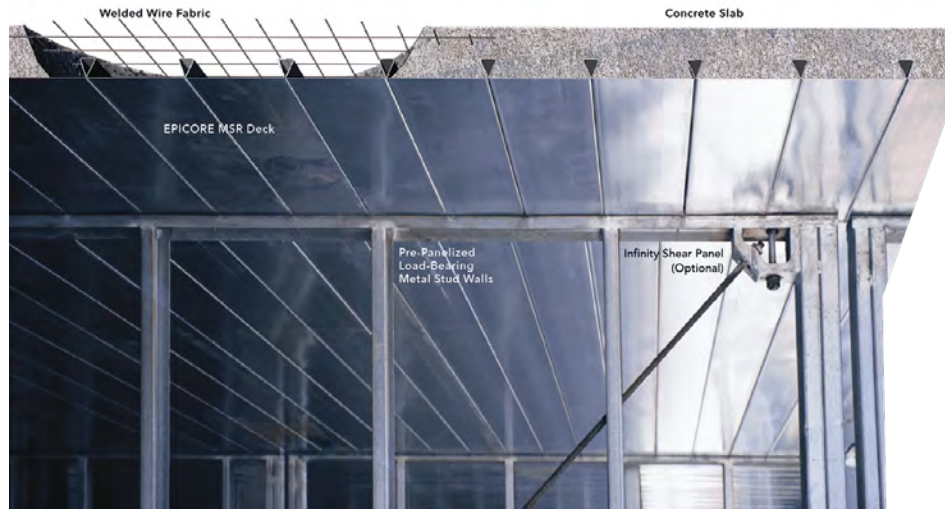 Welded Wire Fabric
Concrete Slab
EPICORE MSR Deck
Pre-Panelized
Load-Bearing
Metal Stud Walls
Infinity Shear Panel
(Optional)